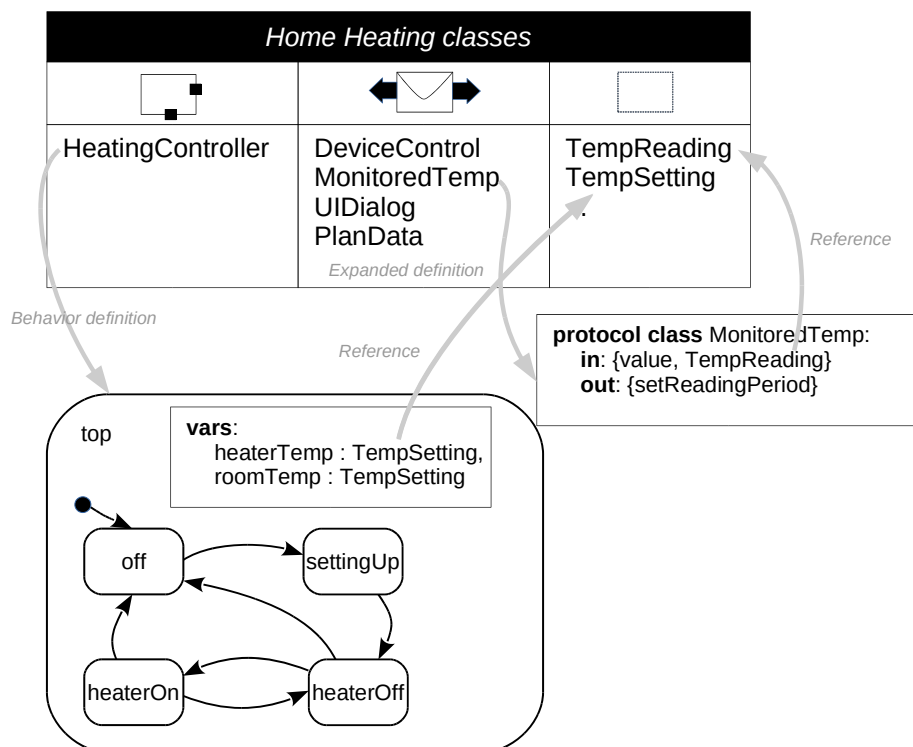 Home Heating classes
HeatingController
DeviceControl
MonitoredTemp
UIDialog
PlanData
TempReading
TempSetting
.
Expanded definition
Reference
Behavior definition
Reference
protocol class MonitoredTemp:
in: {value, TempReading}
out: {setReadingPeriod}
top
vars:
heaterTemp : TempSetting,
roomTemp : TempSetting
off
settingUp
heaterOn
heaterOff